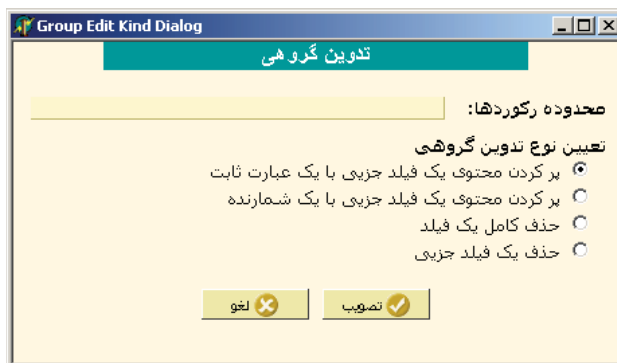 Group Edit Kind Dialog
تدوین گروهی
محدوده رکوردها:
تعیین نوع تدوین گروهی
پر کردن محتوی یک فیلد جزیی با یک عبارت ثابت
پر کردن محتوی یک فیلد جزیی با یک شمارنده
حذف کامل یک فیلد
حذف یک فیلد جزیی
تصویب
لغو